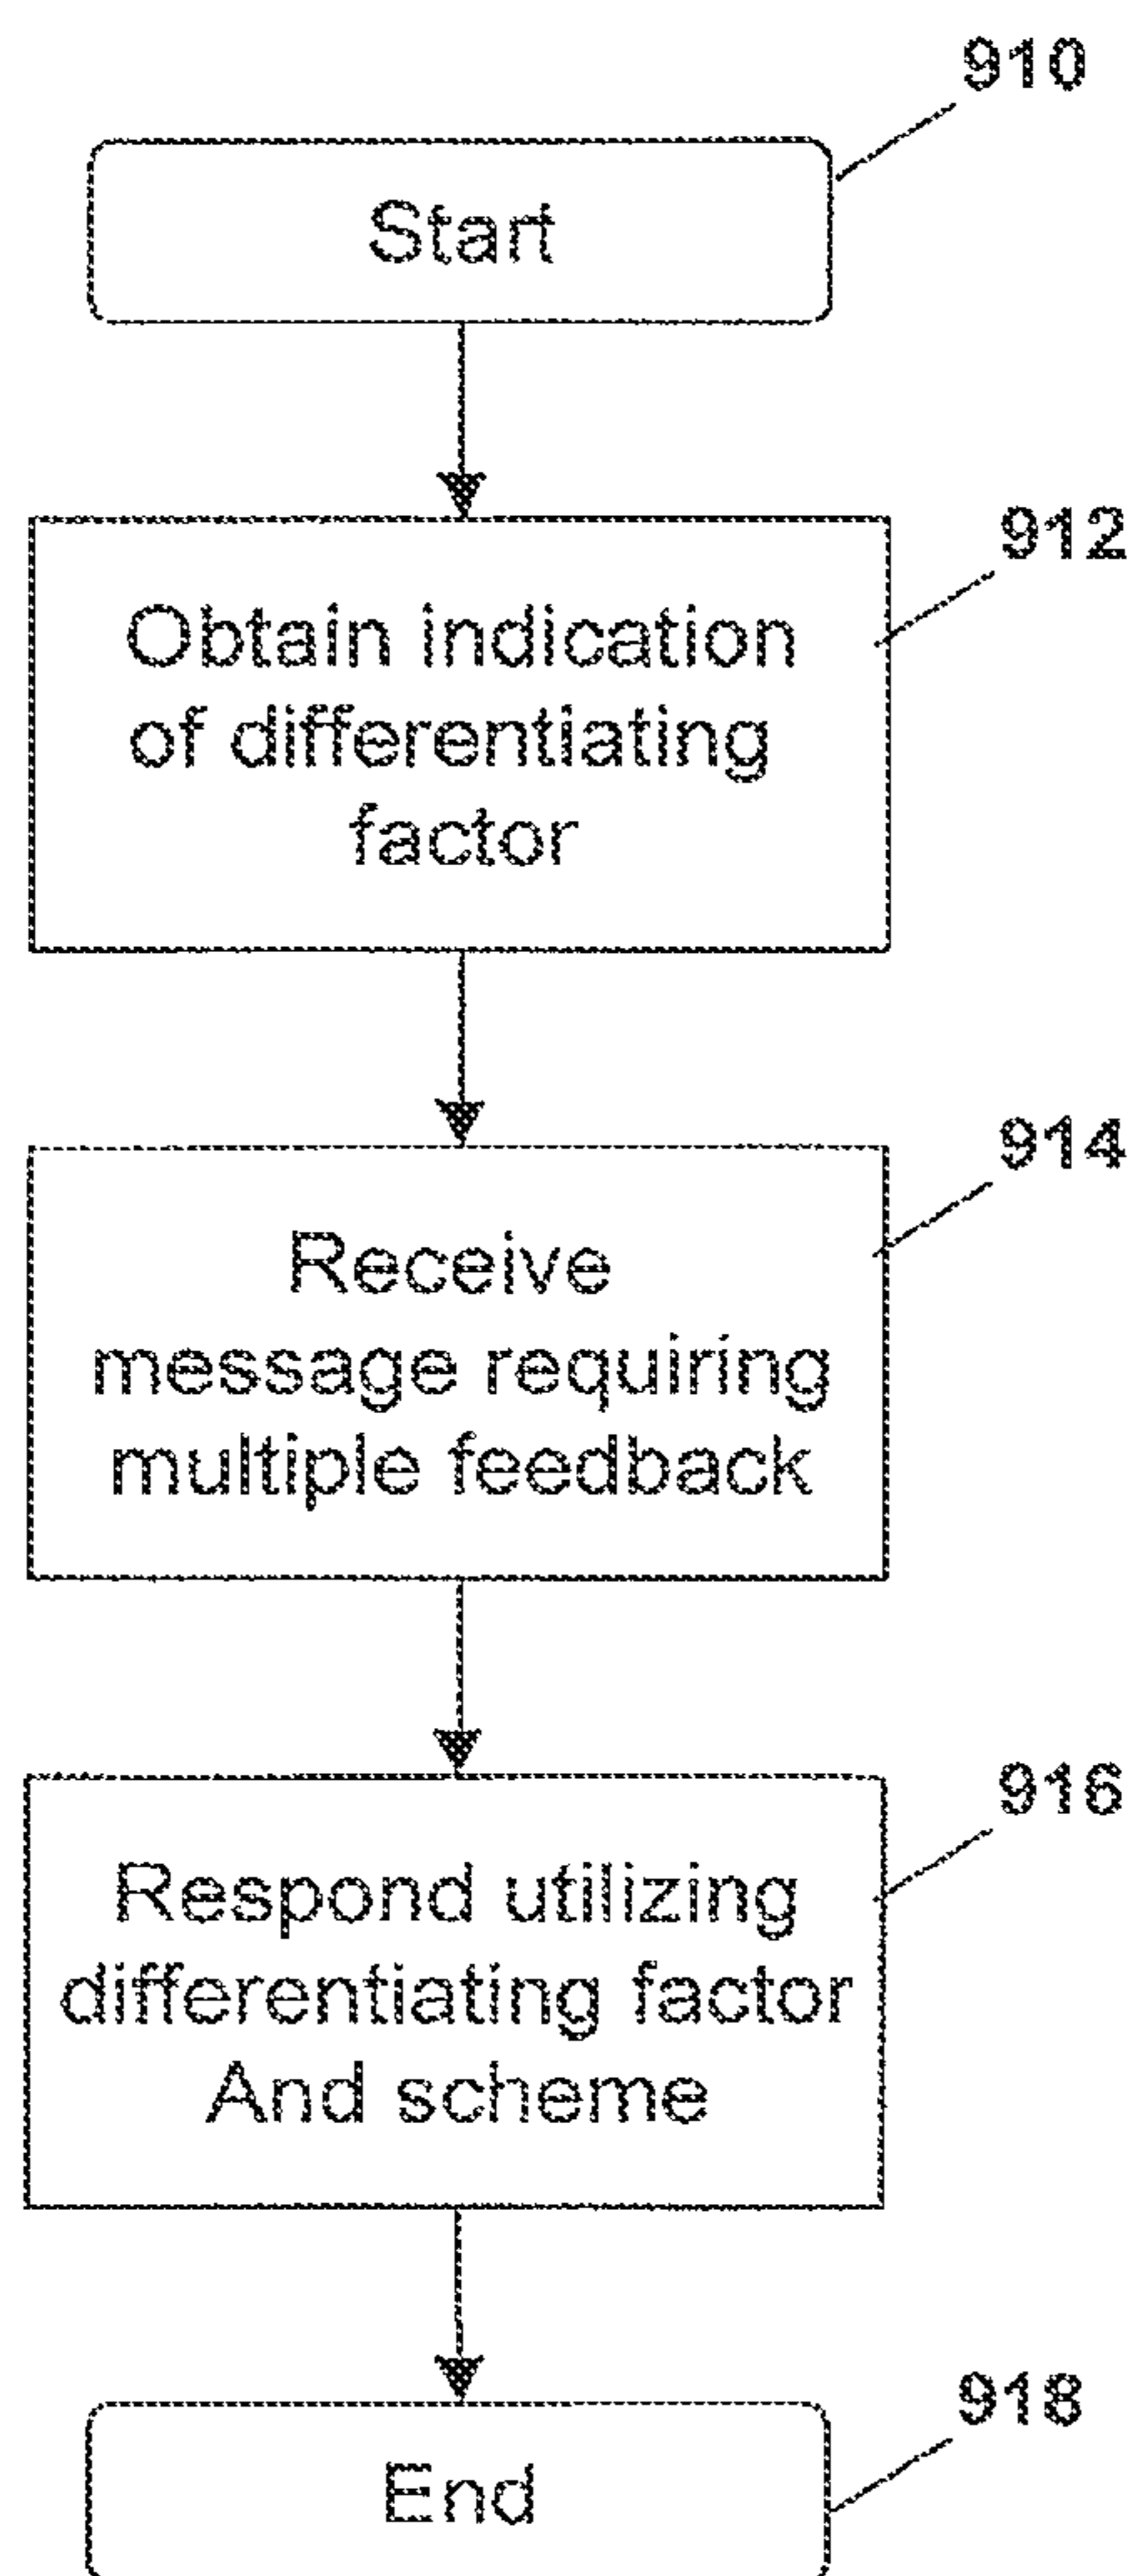 910
Start
912
Obtain indication
of differentiating
factor
914
Receive
message requiring
multiple feedback
916
Respond utilizing
differentiating factor
And scheme
918
End